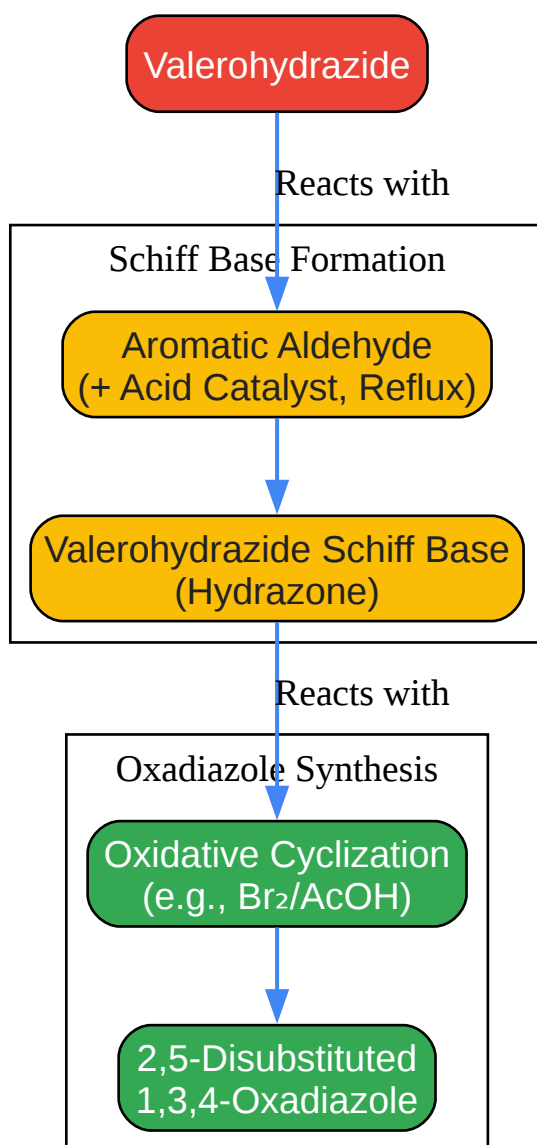 Valerohydrazide
Reacts with
Schiff Base Formation
Aromatic Aldehyde
(+ Acid Catalyst, Reflux)
Valerohydrazide Schiff Base
(Hydrazone)
Reacts with
Oxadiazole Synthesis
Oxidative Cyclization
(e.g., Br₂/AcOH)
2,5-Disubstituted
1,3,4-Oxadiazole